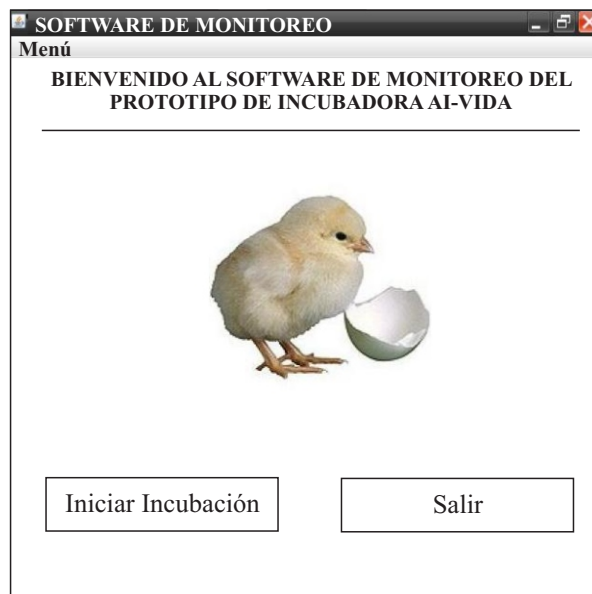 SOFTWARE DE MONITOREO
Menú
BIENVENIDO AL SOFTWARE DE MONITOREO DEL
PROTOTIPO DE INCUBADORA AI-VIDA
Iniciar Incubación
Salir